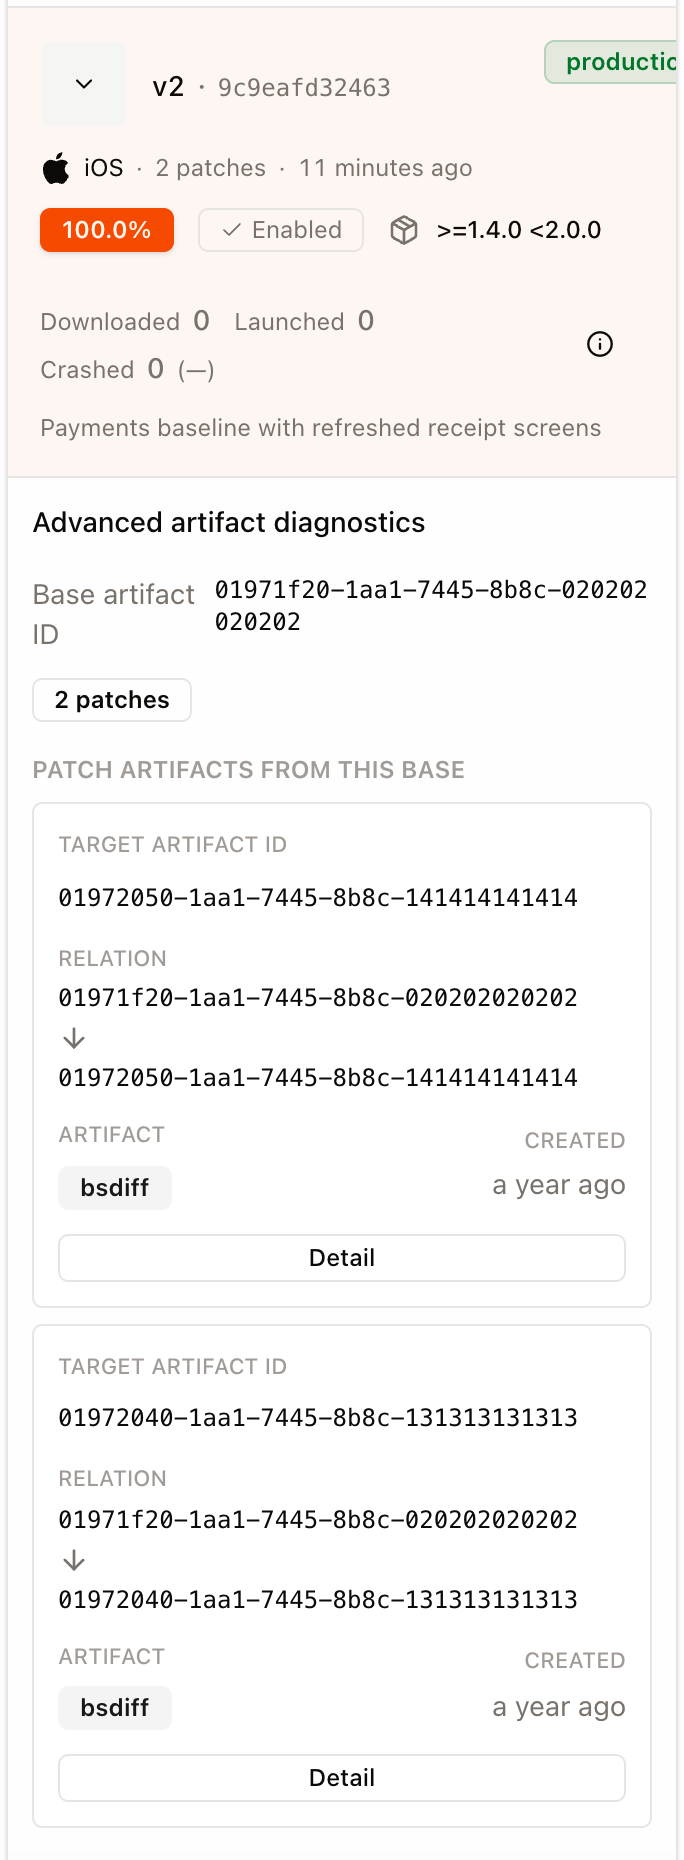 v2 · 9c9eafd32463
productic
iOS · 2 patches · 11 minutes ago
100.0% Enabled >=1.4.0 <2.0.0
Downloaded 0 Launched 0
Crashed 0 (—)
Payments baseline with refreshed receipt screens
Advanced artifact diagnostics
Base artifact ID
01971f20-1aa1-7445-8b8c-020202
020202
2 patches
PATCH ARTIFACTS FROM THIS BASE
TARGET ARTIFACT ID
01972050-1aa1-7445-8b8c-141414141414
RELATION
01971f20-1aa1-7445-8b8c-020202020202
↓
01972050-1aa1-7445-8b8c-141414141414
ARTIFACT CREATED
bsdiff a year ago
Detail
TARGET ARTIFACT ID
01972040-1aa1-7445-8b8c-131313131313
RELATION
01971f20-1aa1-7445-8b8c-020202020202
↓
01972040-1aa1-7445-8b8c-131313131313
ARTIFACT CREATED
bsdiff a year ago
Detail